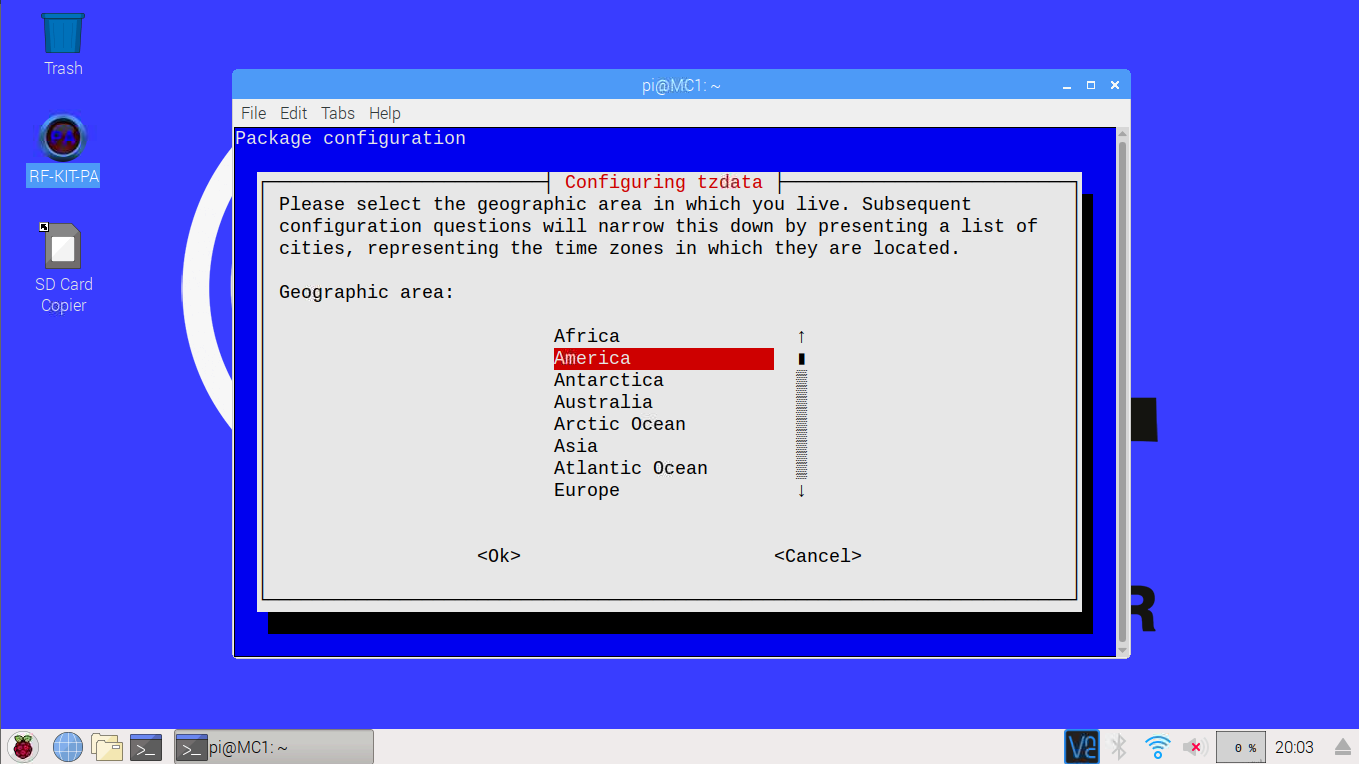 Trash
RF-KIT-PA
SD Card
Copier
pi@MC1: ~
File Edit Tabs Help
Package configuration
Configuring tzdata
Please select the geographic area in which you live. Subsequent
configuration questions will narrow this down by presenting a list of
cities, representing the time zones in which they are located.
Geographic area:
Africa
America
Antarctica
Australia
Arctic Ocean
Asia
Atlantic Ocean
Europe
<Ok> <Cancel>
R
pi@MC1: ~
0 %
20:03